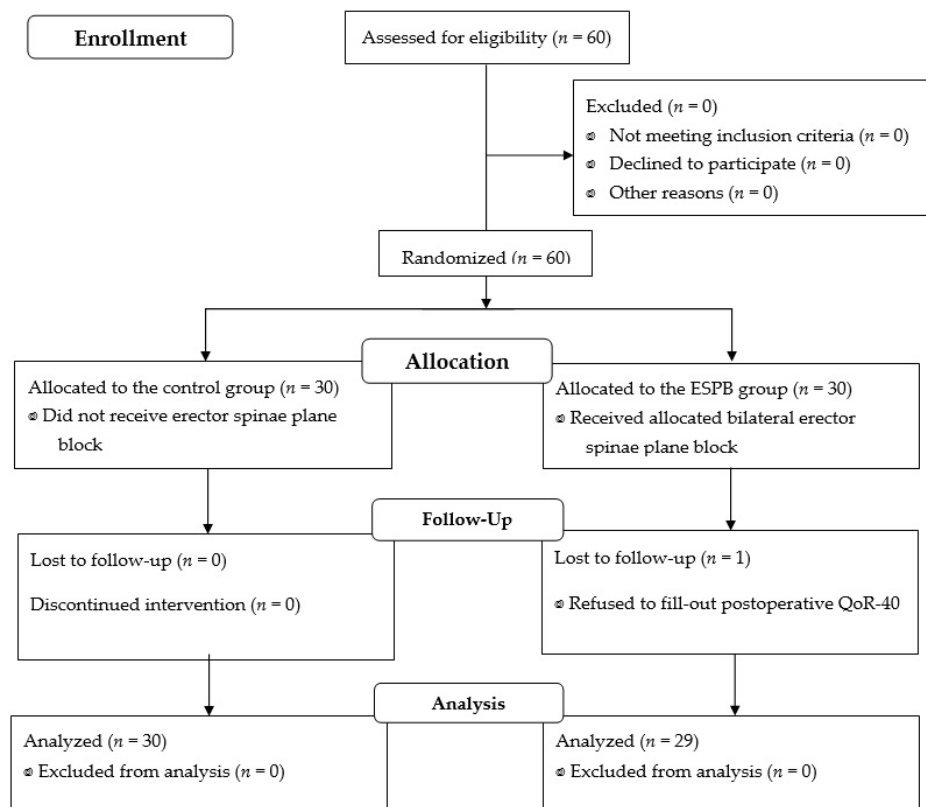 Enrollment
Assessed for eligibility (n = 60)
Excluded (n = 0)
Not meeting inclusion criteria (n = 0)
Declined to participate (n = 0)
Other reasons (n = 0)
Randomized (n = 60)
Allocation
Allocated to the control group (n = 30)
Did not receive erector spinae plane
block
Allocated to the ESPB group (n = 30)
Received allocated bilateral erector
spinae plane block
Follow-Up
Lost to follow-up (n = 0)
Discontinued intervention (n = 0)
Lost to follow-up (n = 1)
Refused to fill-out postoperative QoR-40
Analysis
Analyzed (n = 30)
Excluded from analysis (n = 0)
Analyzed (n = 29)
Excluded from analysis (n = 0)